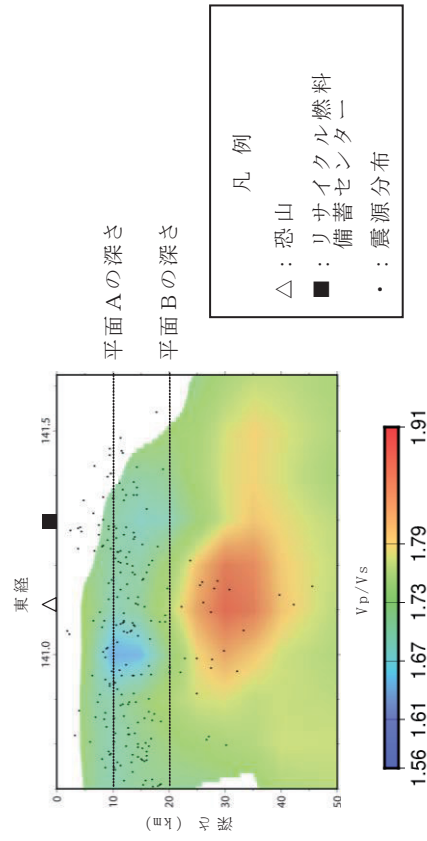 東経
141.0
141.5
深さ (km)
0
10
20
30
40
50
平面Aの深さ
平面Bの深さ
1.56
1.61
1.67
1.73
1.79
1.91
Vp/Vs
凡 例
△：恐山
■：リサイクル燃料
備蓄センター
・：震源分布